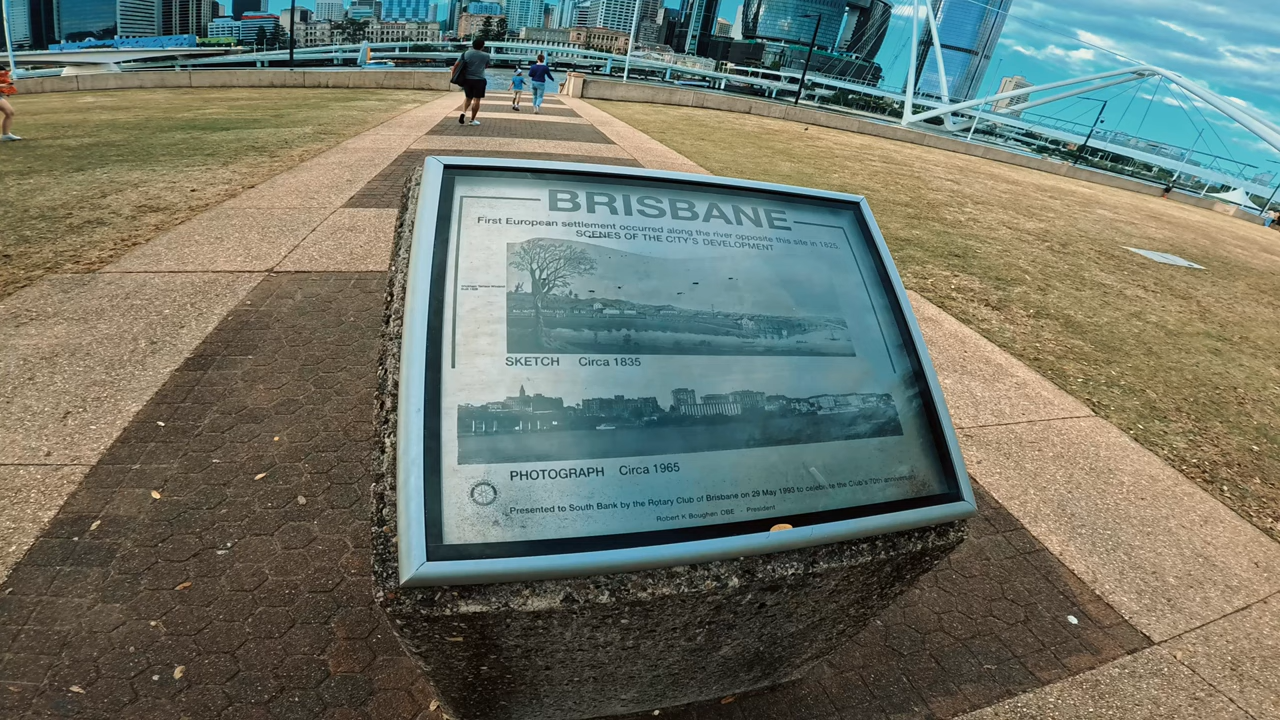 BRISBANE
First European settlement occurred along the river opposite this site in 1825.
SCENES OF THE CITY'S DEVELOPMENT
SKETCH Circa 1835
PHOTOGRAPH Circa 1965
Presented to South Bank by the Rotary Club of Brisbane on 29 May 1993 to celebrate the Club's 70th anniversary
Robert K Boughen OBE - President